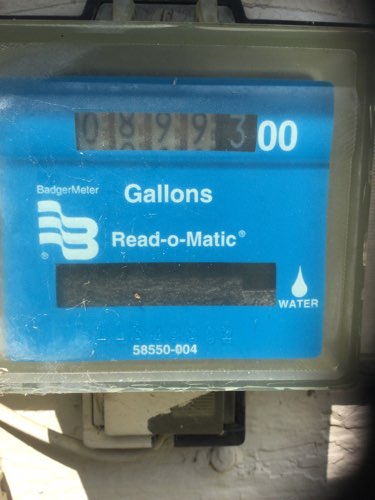 0899300
BadgerMeter
Gallons
®
Read-o-Matic®
WATER
58550-004